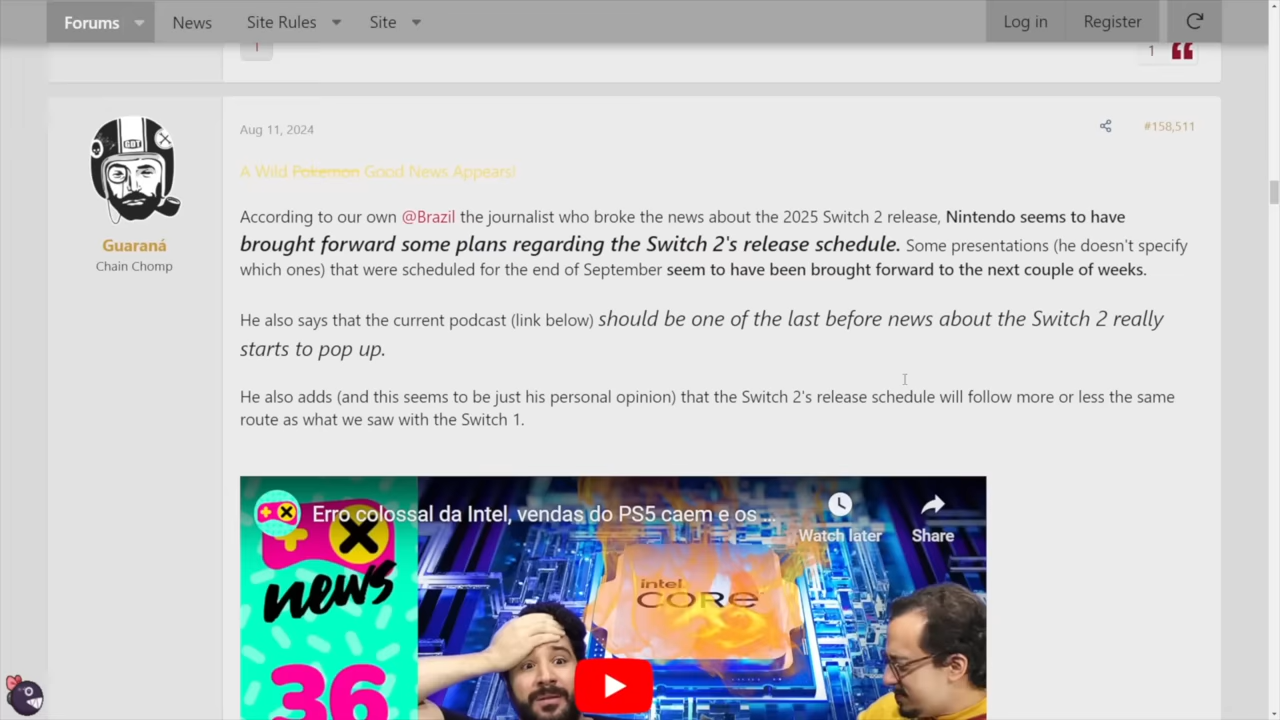 Forums News Site Rules Site Log in Register
1 1
Aug 11, 2024 #158,511
GDT
A Wild Pokemon Good News Appears!
According to our own @Brazil the journalist who broke the news about the 2025 Switch 2 release, Nintendo seems to have
Guaraná
brought forward some plans regarding the Switch 2's release schedule. Some presentations (he doesn't specify
Chain Chomp
which ones) that were scheduled for the end of September seem to have been brought forward to the next couple of weeks.
He also says that the current podcast (link below) should be one of the last before news about the Switch 2 really
starts to pop up.
He also adds (and this seems to be just his personal opinion) that the Switch 2's release schedule will follow more or less the same
route as what we saw with the Switch 1.
Erro colossal da Intel, vendas do PS5 caem e os ...
Watch later Share
news
intel
CORE
36